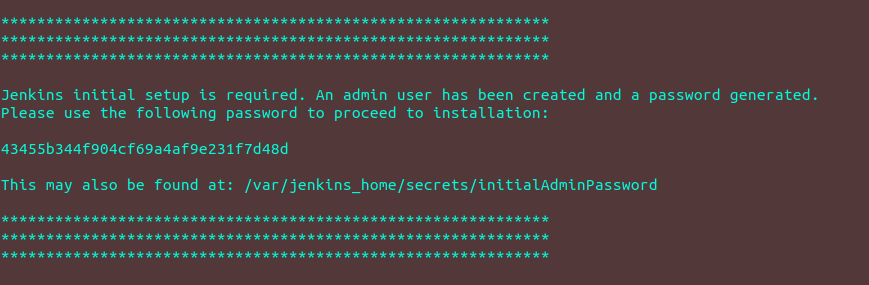 *************************************************************
*************************************************************
*************************************************************
Jenkins initial setup is required. An admin user has been created and a password generated.
Please use the following password to proceed to installation:
43455b344f904cf69a4af9e231f7d48d
This may also be found at: /var/jenkins_home/secrets/initialAdminPassword
*************************************************************
*************************************************************
*************************************************************